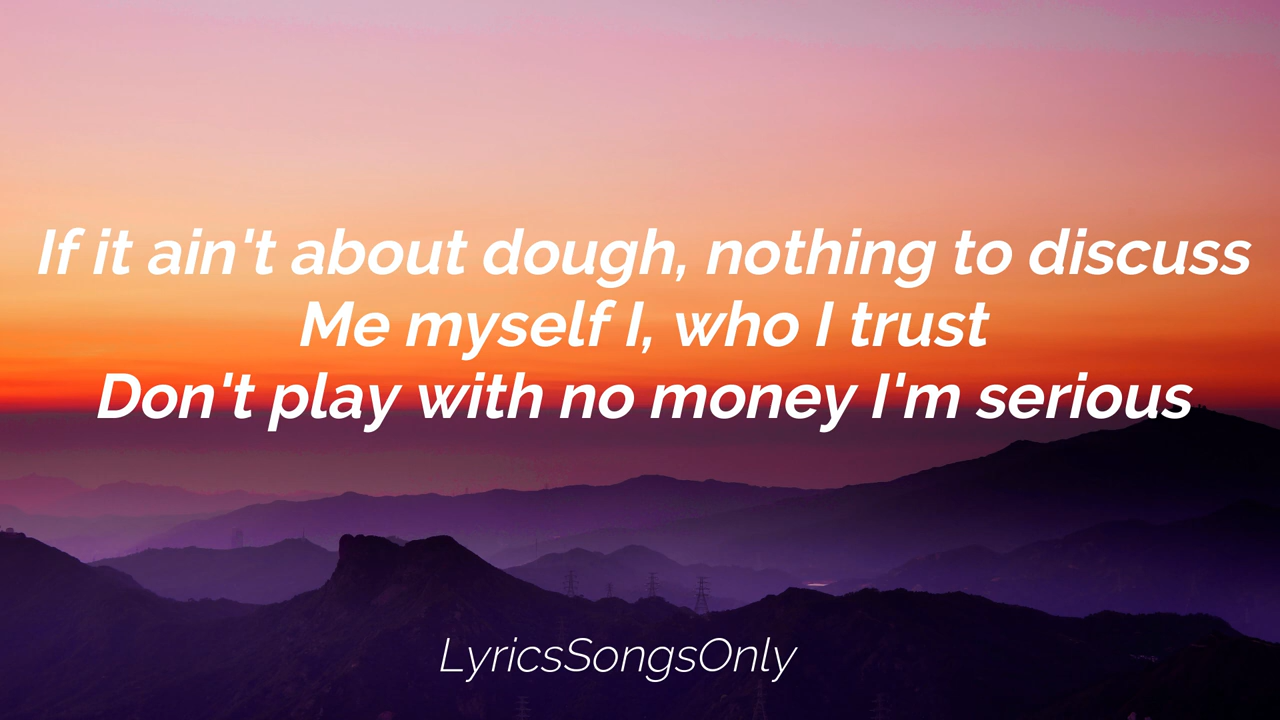 If it ain't about dough, nothing to discuss
Me myself I, who I trust
Don't play with no money I'm serious
LyricsSongsOnly